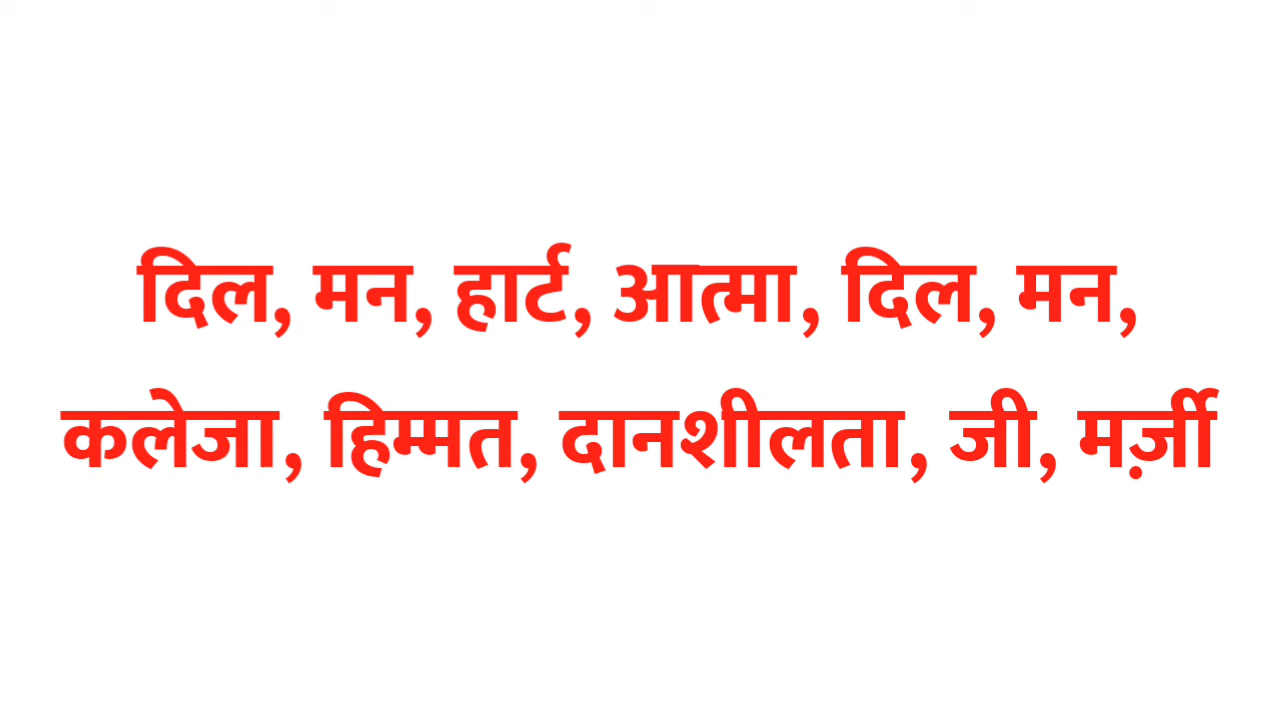 दिल, मन, हार्ट, आत्मा, दिल, मन,
कलेजा, हिम्मत, दानशीलता, जी, मर्ज़ी